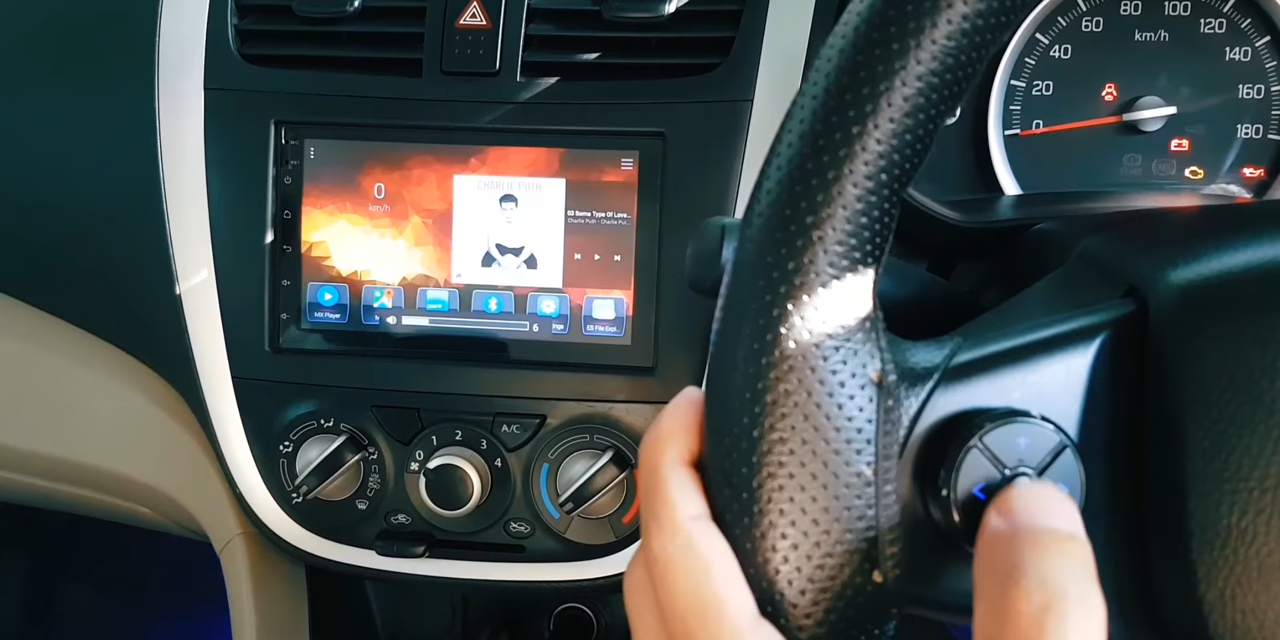 0
km/h
CHARLIE PUTH
03 Some Type Of Love...
Charlie Puth - Charlie Put...
MX Player
ES File Expl...
6
A/C
0
1
2
3
4
0
20
40
60
80
100
120
140
160
180
km/h